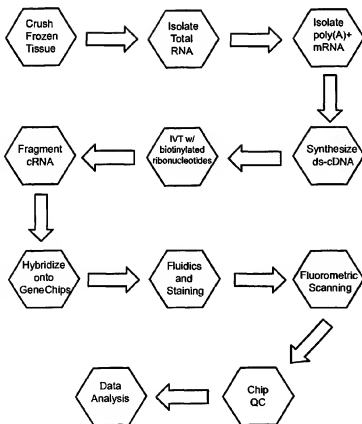 Crush
Frozen
Tissue
Isolate
Total
RNA
Isolate
poly(A)+
mRNA
Synthesize
ds-cDNA
IVT w/
biotinylated
ribonucleotides
Fragment
cRNA
Hybridize
onto
GeneChips
Fluidics
and
Staining
Fluorometric
Scanning
Chip
QC
Data
Analysis